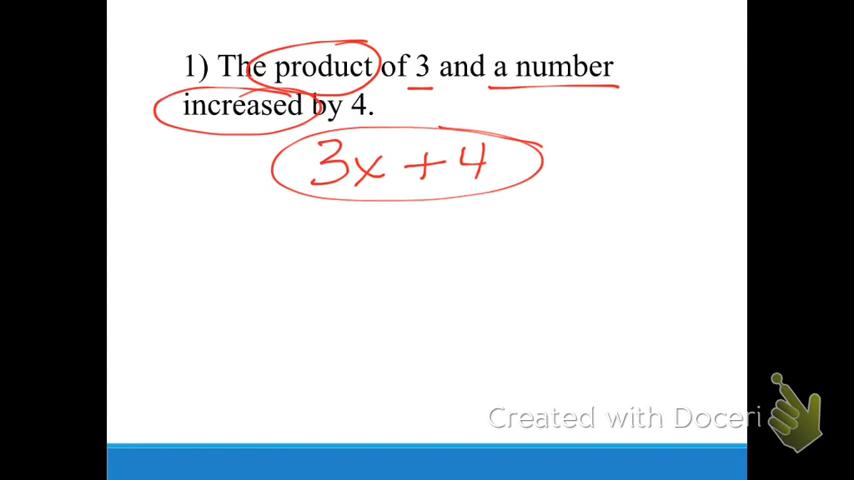 1) The product of 3 and a number
increased by 4.
3x + 4
Created with Doceri